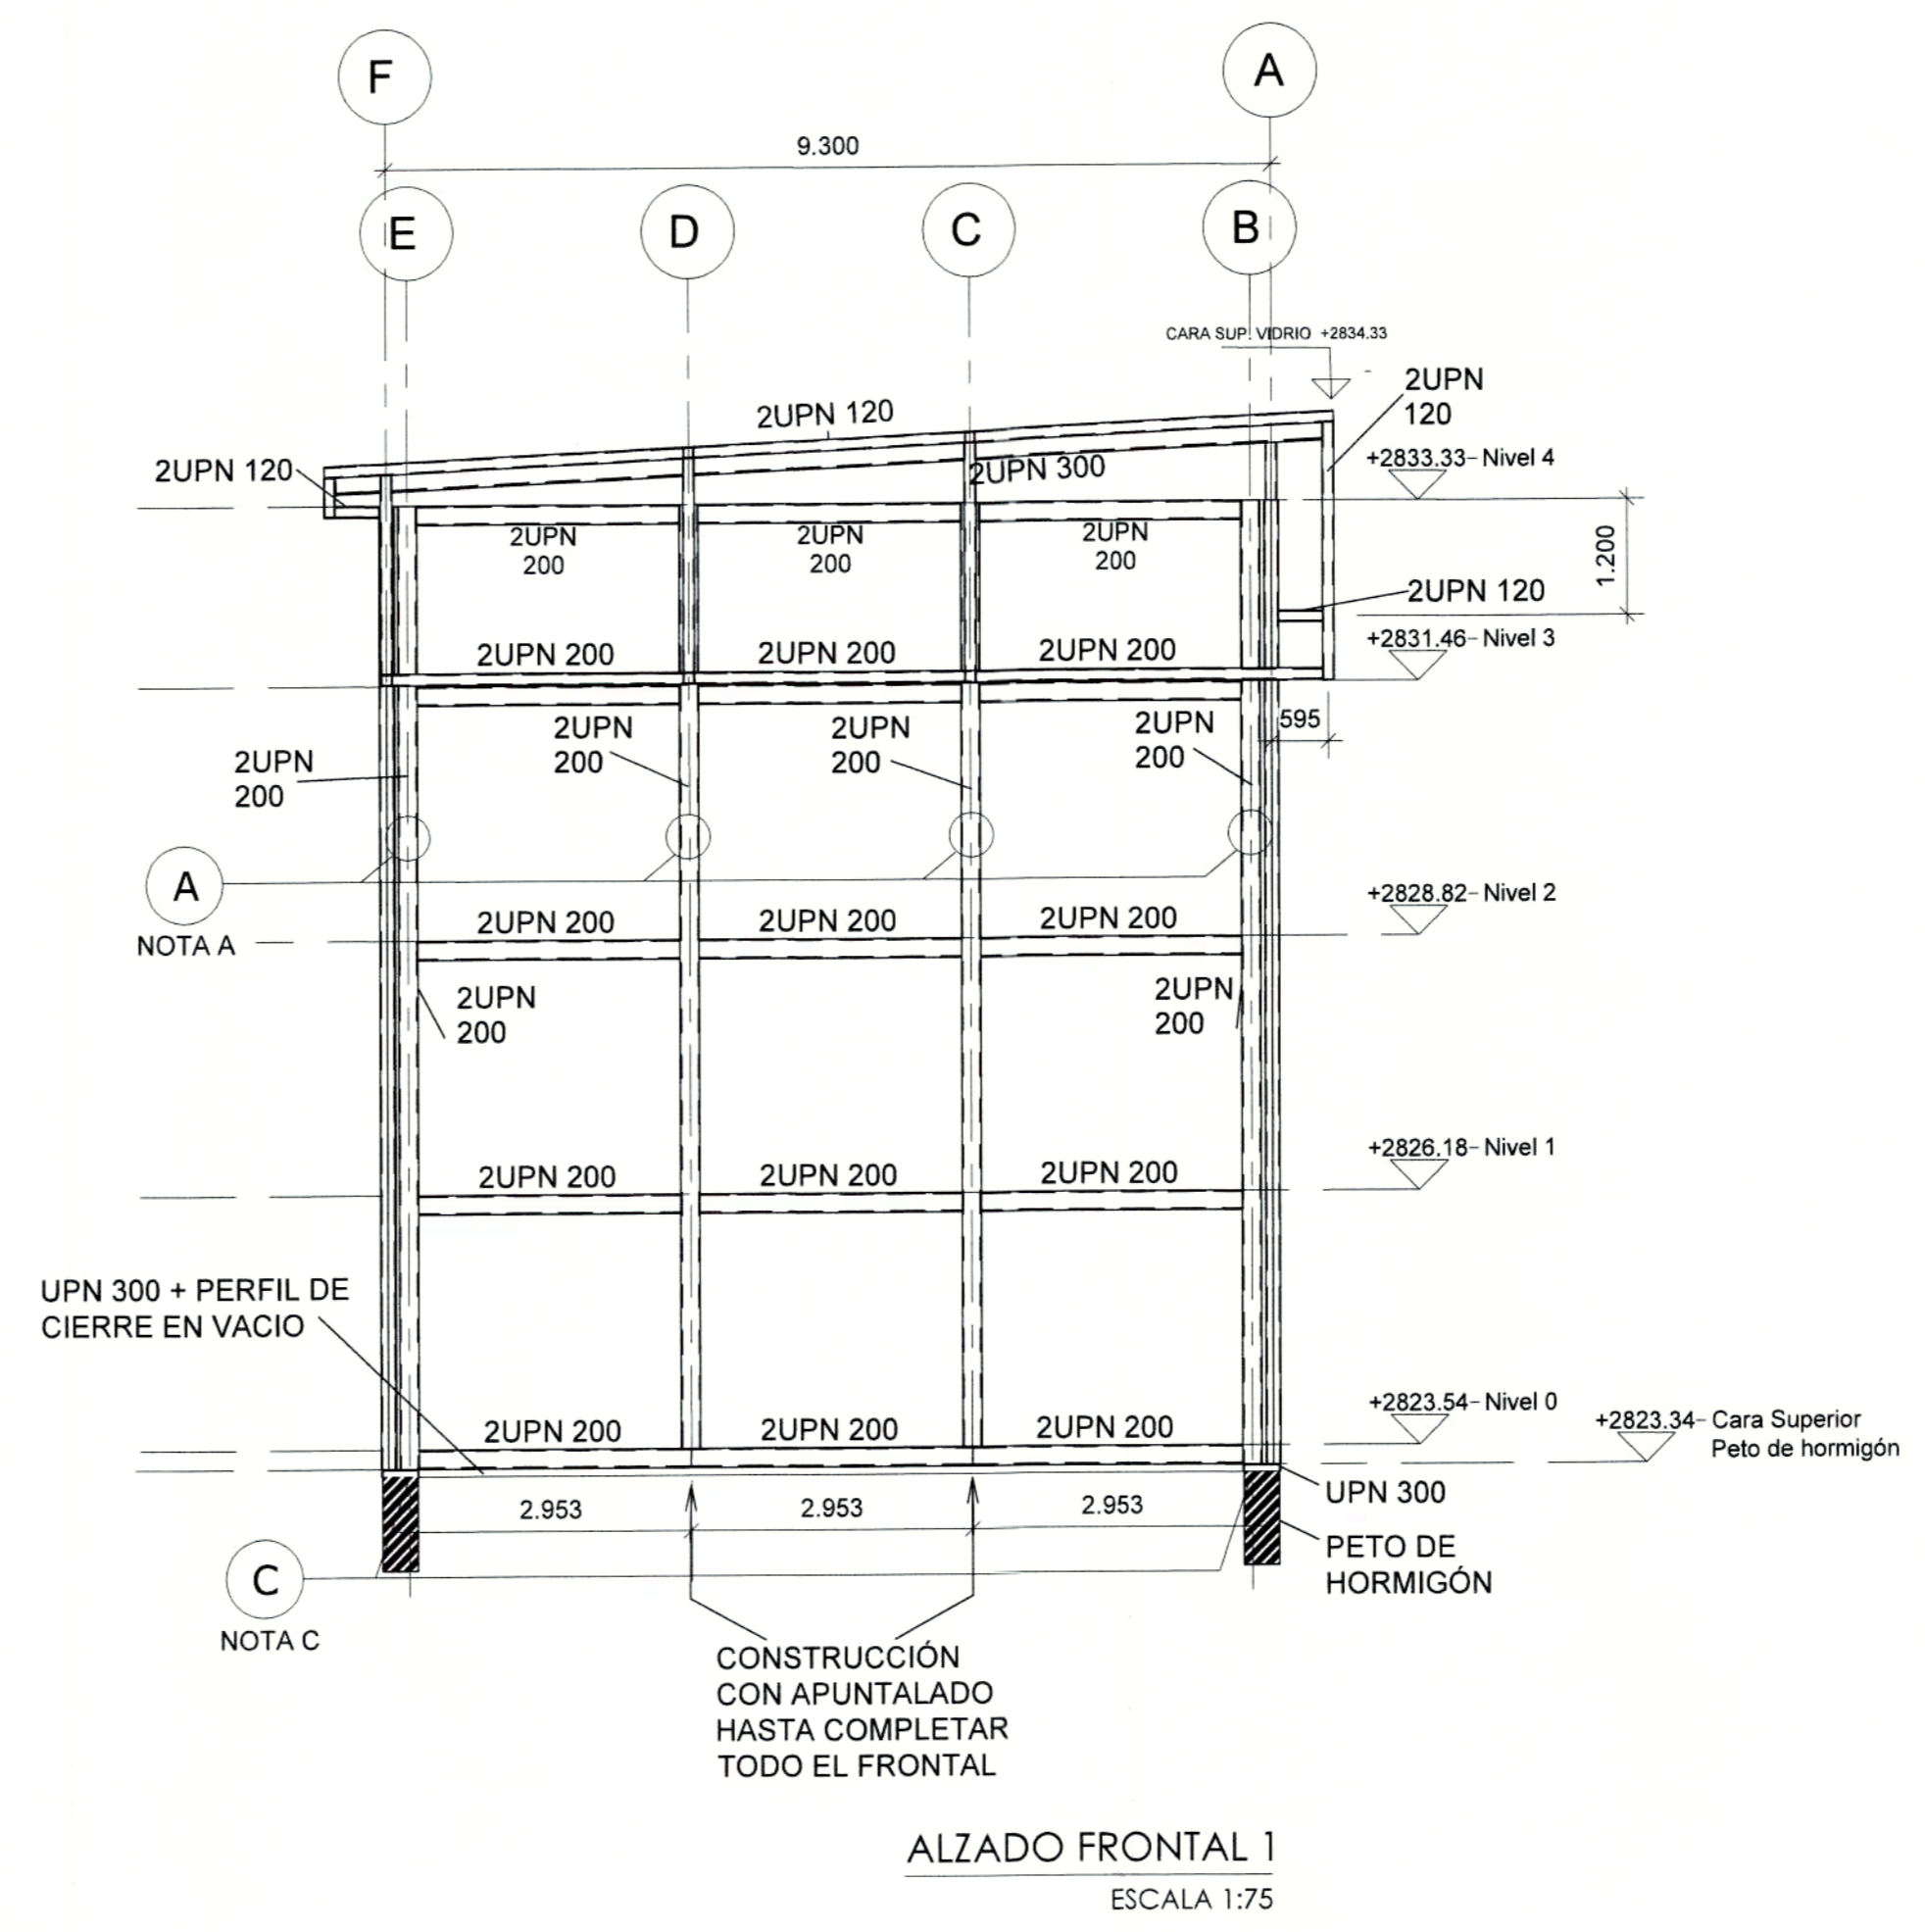 F
A
9.300
E
D
C
B
CARA SUP. VIDRIO +2834.33
2UPN
120
2UPN 120
+2833.33- Nivel 4
2UPN 120
2UPN 300
2UPN
200
2UPN
200
2UPN
200
1.200
2UPN 120
+2831.46- Nivel 3
2UPN 200
2UPN 200
2UPN 200
595
2UPN
200
2UPN
200
2UPN
200
2UPN
200
A
NOTA A
+2828.82- Nivel 2
2UPN 200
2UPN 200
2UPN 200
2UPN
200
2UPN
200
+2826.18- Nivel 1
2UPN 200
2UPN 200
2UPN 200
UPN 300 + PERFIL DE
CIERRE EN VACIO
+2823.54- Nivel 0
+2823.34- Cara Superior
Peto de hormigón
2UPN 200
2UPN 200
2UPN 200
UPN 300
2.953
2.953
2.953
PETO DE
HORMIGÓN
C
NOTA C
CONSTRUCCIÓN
CON APUNTALADO
HASTA COMPLETAR
TODO EL FRONTAL
ALZADO FRONTAL 1
ESCALA 1:75